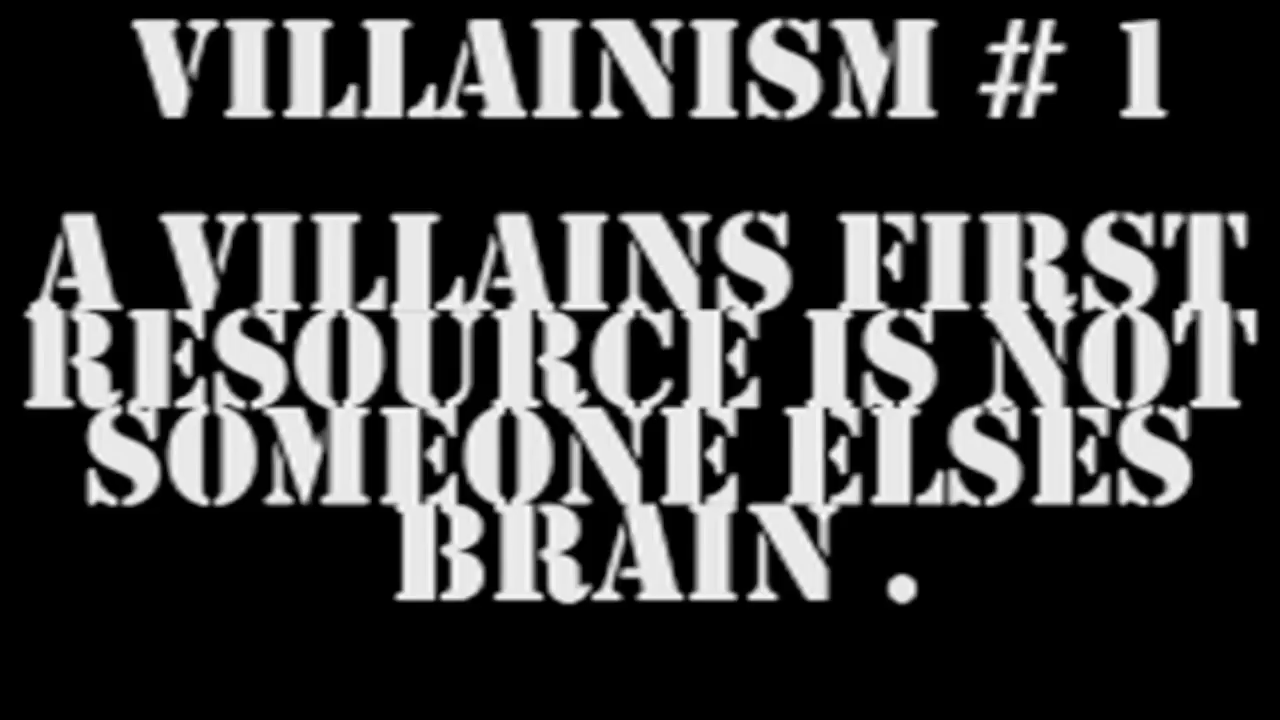 VILLAINISM # 1
A VILLAINS FIRST
RESOURCE IS NOT
SOMEONE ELSES
BRAIN .